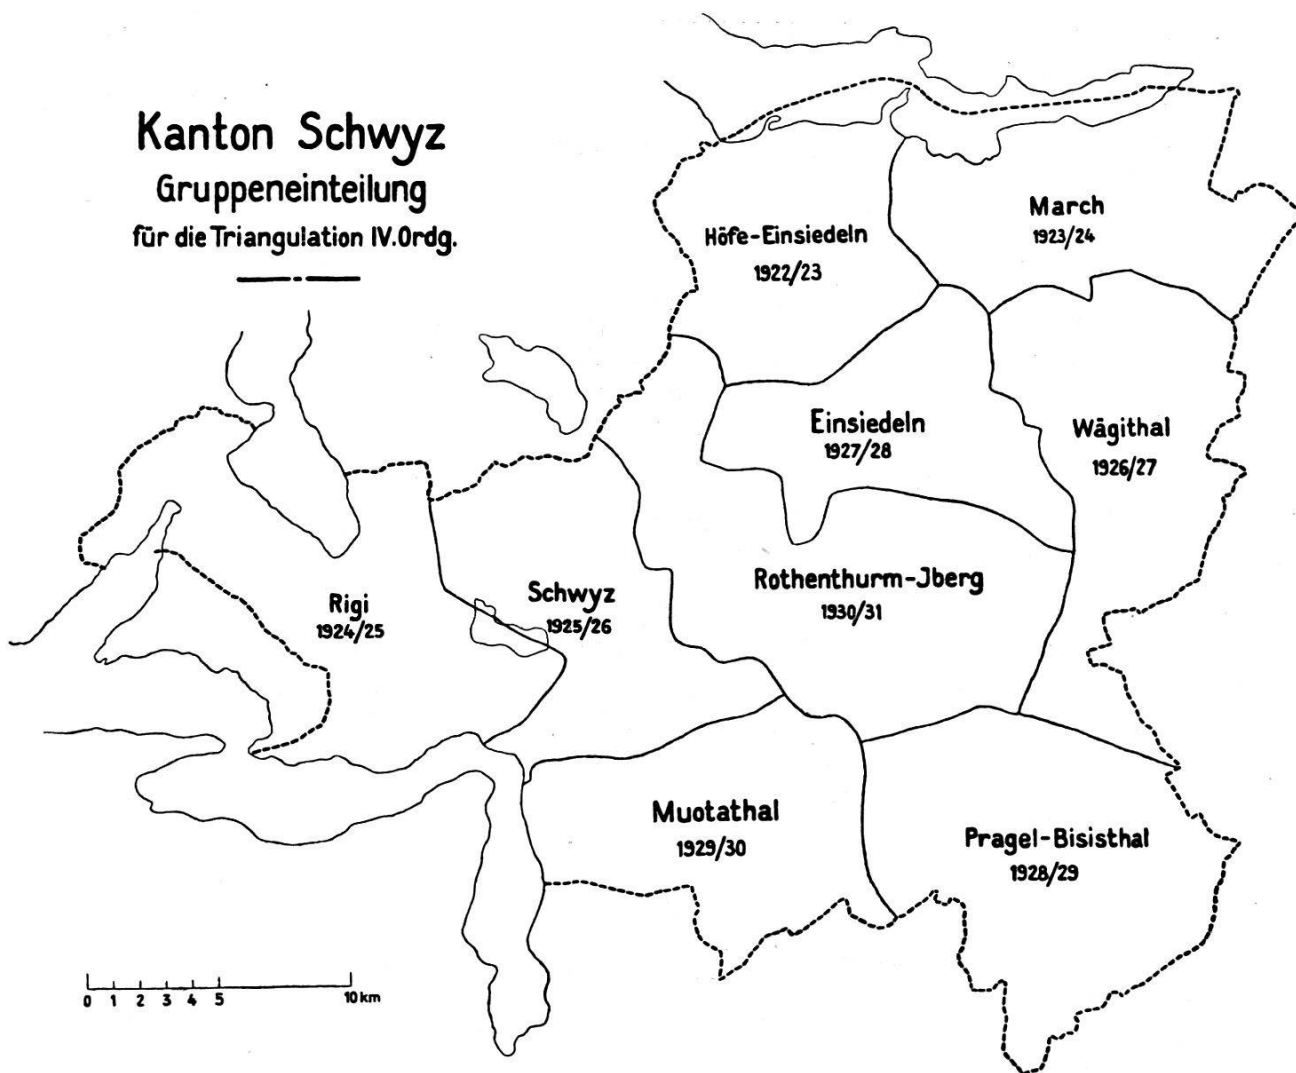 Kanton Schwyz
Gruppeneinteilung
für die Triangulation IV.Ordg.
Höfe-Einsiedeln
1922/23
March
1923/24
Einsiedeln
1927/28
Wägithal
1926/27
Rothenthurm-Jberg
1930/31
Schwyz
1925/26
Rigi
1924/25
Muotathal
1929/30
Pragel-Bisisthal
1928/29
0 1 2 3 4 5 10 km